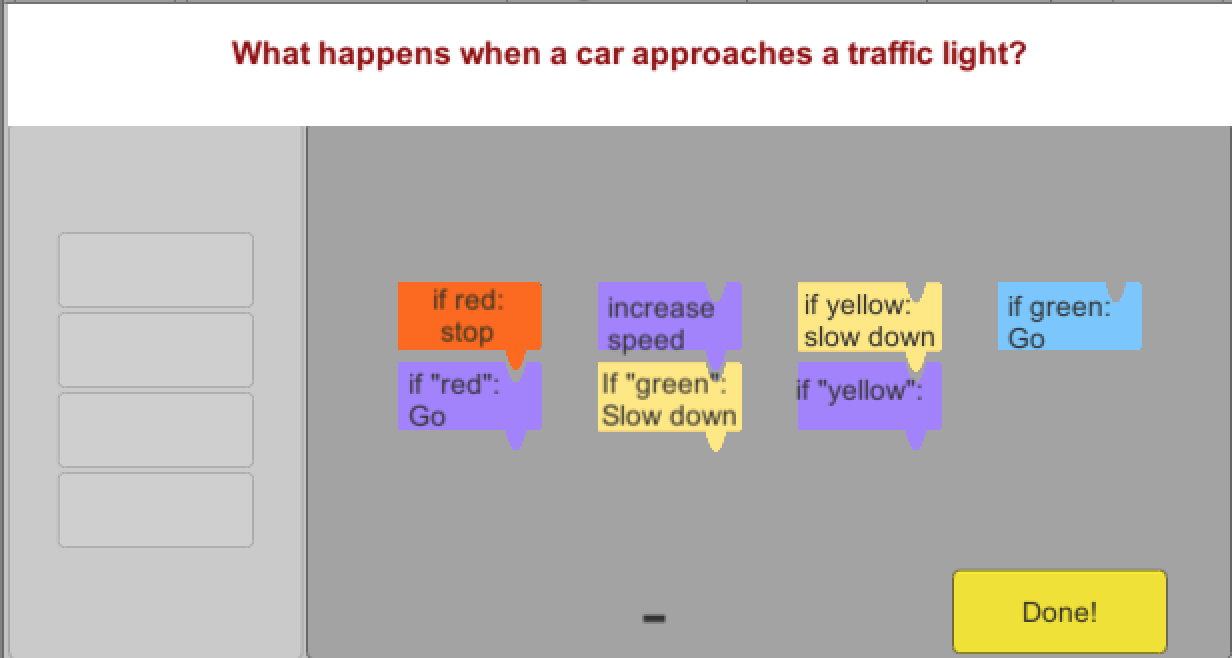 What happens when a car approaches a traffic light?
if red:
stop
increase
speed
if yellow:
slow down
if green:
Go
if "red":
Go
If "green":
Slow down
if "yellow":
Done!